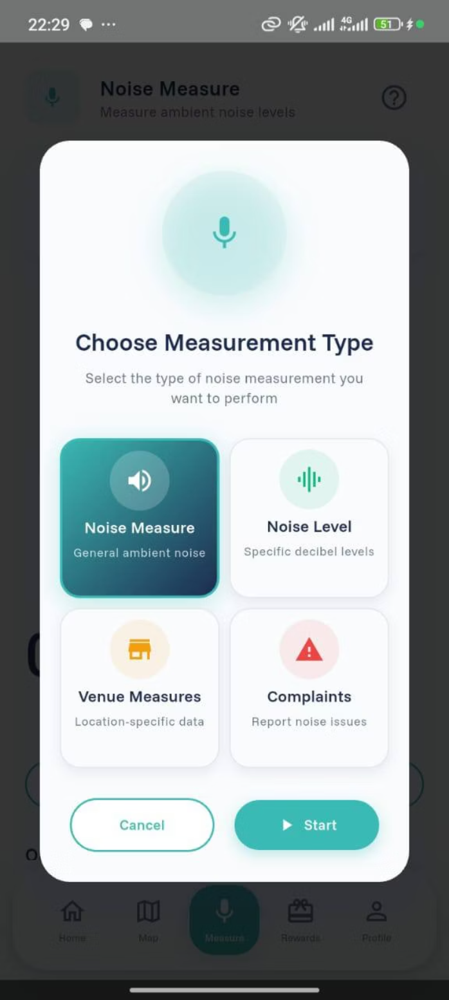 22:29
4G
51
Noise Measure
Measure ambient noise levels
Choose Measurement Type
Select the type of noise measurement you
want to perform
Noise Measure
General ambient noise
Noise Level
Specific decibel levels
Venue Measures
Location-specific data
Complaints
Report noise issues
Cancel
Start
Home
Map
Measure
Rewards
Profile